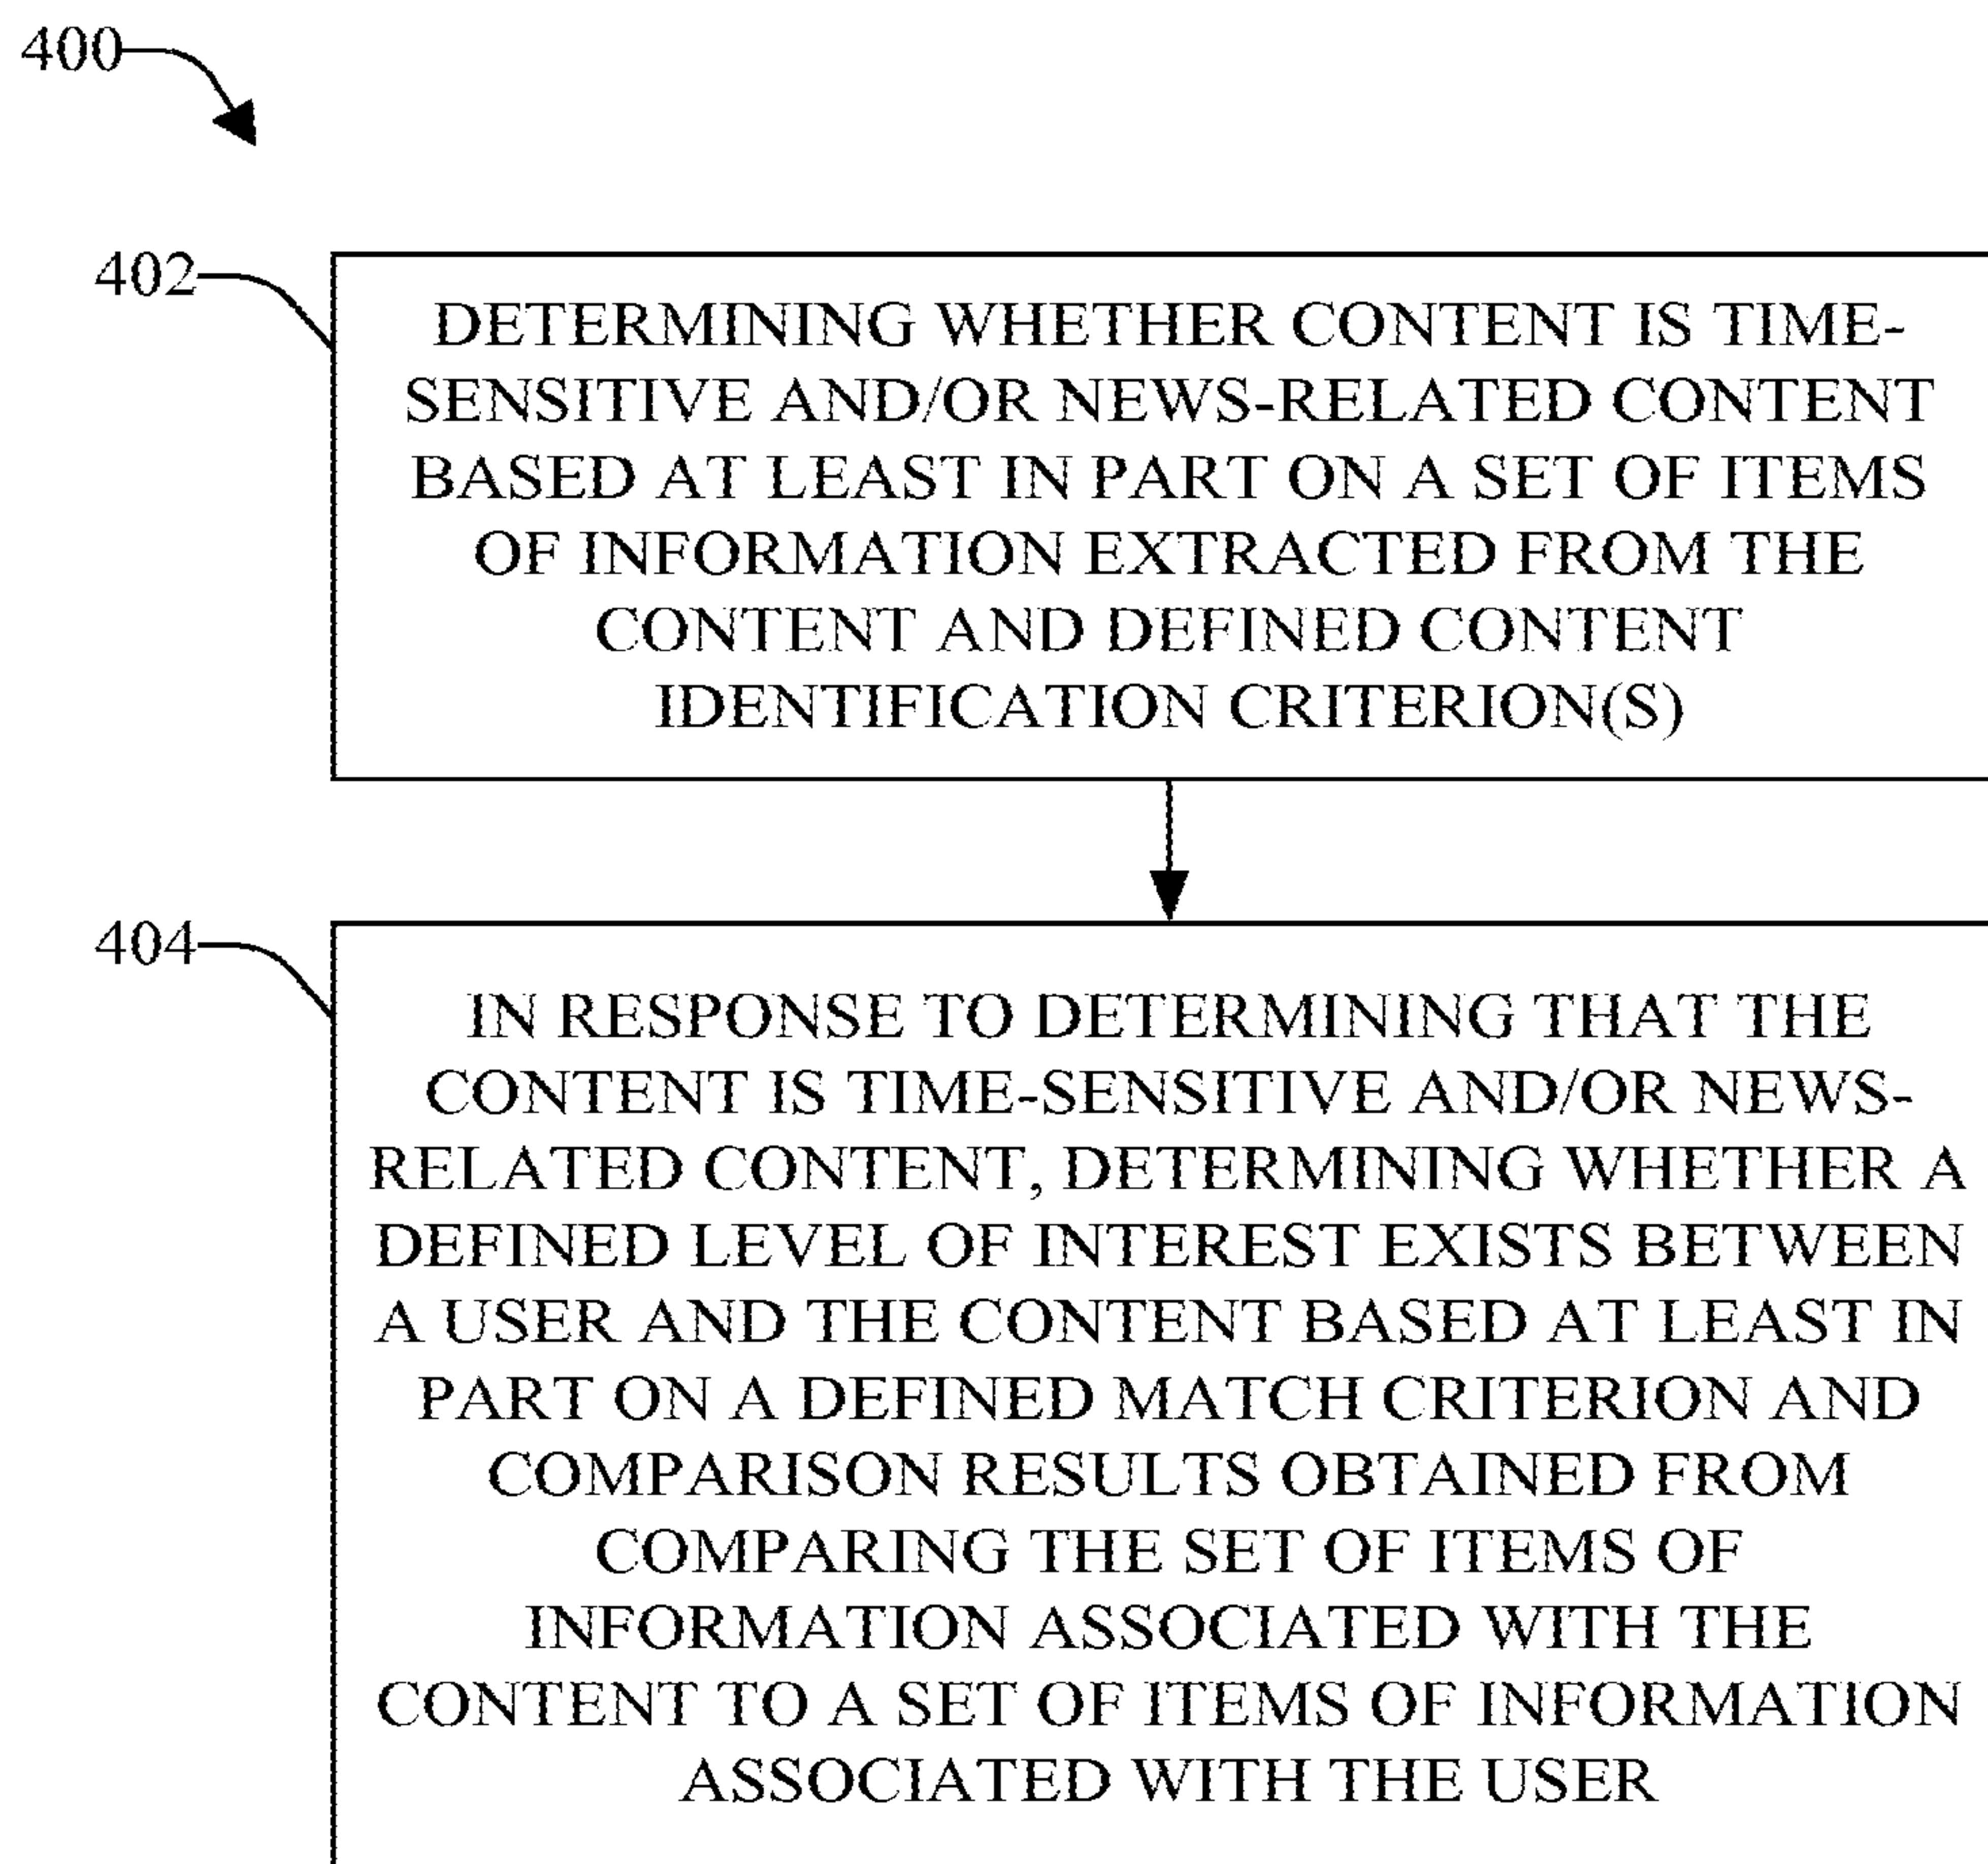 400
402
DETERMINING WHETHER CONTENT IS TIME-
SENSITIVE AND/OR NEWS-RELATED CONTENT
BASED AT LEAST IN PART ON A SET OF ITEMS
OF INFORMATION EXTRACTED FROM THE
CONTENT AND DEFINED CONTENT
IDENTIFICATION CRITERION(S)
404
IN RESPONSE TO DETERMINING THAT THE
CONTENT IS TIME-SENSITIVE AND/OR NEWS-
RELATED CONTENT, DETERMINING WHETHER A
DEFINED LEVEL OF INTEREST EXISTS BETWEEN
A USER AND THE CONTENT BASED AT LEAST IN
PART ON A DEFINED MATCH CRITERION AND
COMPARISON RESULTS OBTAINED FROM
COMPARING THE SET OF ITEMS OF
INFORMATION ASSOCIATED WITH THE
CONTENT TO A SET OF ITEMS OF INFORMATION
ASSOCIATED WITH THE USER